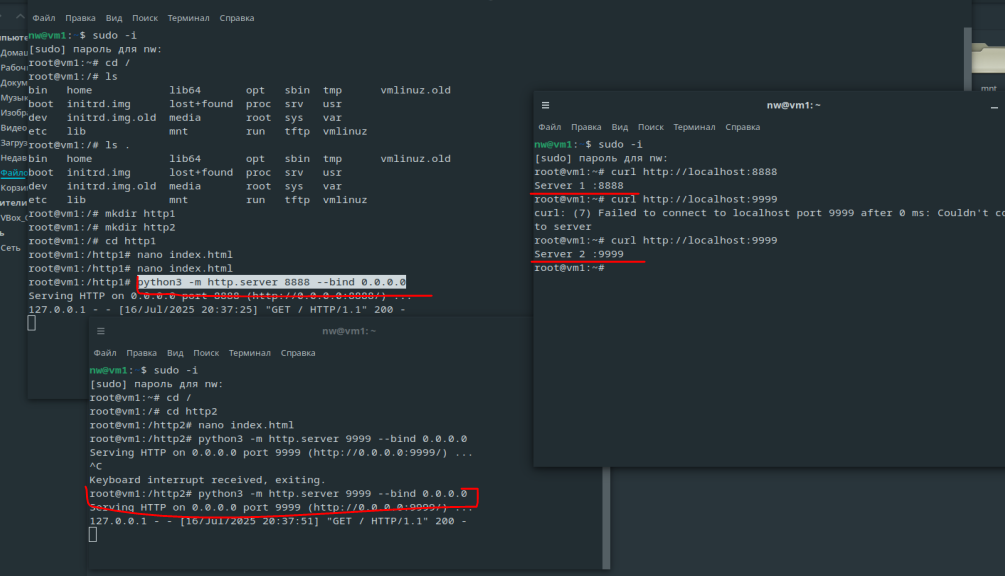 Файл Правка Вид Поиск Терминал Справка
nw@vm1:~$ sudo -i
[sudo] пароль для nw:
root@vm1:~# cd /
root@vm1:/# ls
bin home lib64 opt sbin tmp vmlinuz.old
boot initrd.img lost+found proc srv usr
dev initrd.img.old media root sys var
etc lib mnt run tftp vmlinuz
root@vm1:/# ls .
bin home lib64 opt sbin tmp vmlinuz.old
boot initrd.img lost+found proc srv usr
dev initrd.img.old media root sys var
etc lib mnt run tftp vmlinuz
root@vm1:/# mkdir http1
root@vm1:/# mkdir http2
root@vm1:/# cd http1
root@vm1:/http1# nano index.html
root@vm1:/http1# nano index.html
root@vm1:/http1# python3 -m http.server 8888 --bind 0.0.0.0
Serving HTTP on 0.0.0.0 port 8888 (http://0.0.0.0:8888/) ...
127.0.0.1 - - [16/Jul/2025 20:37:25] "GET / HTTP/1.1" 200 -
nw@vm1: ~
Файл Правка Вид Поиск Терминал Справка
nw@vm1:~$ sudo -i
[sudo] пароль для nw:
root@vm1:~# cd /
root@vm1:/# cd http2
root@vm1:/http2# nano index.html
root@vm1:/http2# python3 -m http.server 9999 --bind 0.0.0.0
Serving HTTP on 0.0.0.0 port 9999 (http://0.0.0.0:9999/) ...
^C
Keyboard interrupt received, exiting.
root@vm1:/http2# python3 -m http.server 9999 --bind 0.0.0.0
Serving HTTP on 0.0.0.0 port 9999 (http://0.0.0.0:9999/) ...
127.0.0.1 - - [16/Jul/2025 20:37:51] "GET / HTTP/1.1" 200 -
nw@vm1: ~
Файл Правка Вид Поиск Терминал Справка
nw@vm1:~$ sudo -i
[sudo] пароль для nw:
root@vm1:~# curl http://localhost:8888
Server 1 :8888
root@vm1:~# curl http://localhost:9999
curl: (7) Failed to connect to localhost port 9999 after 0 ms: Couldn't co
to server
root@vm1:~# curl http://localhost:9999
Server 2 :9999
root@vm1:~#
Сеть
mnt